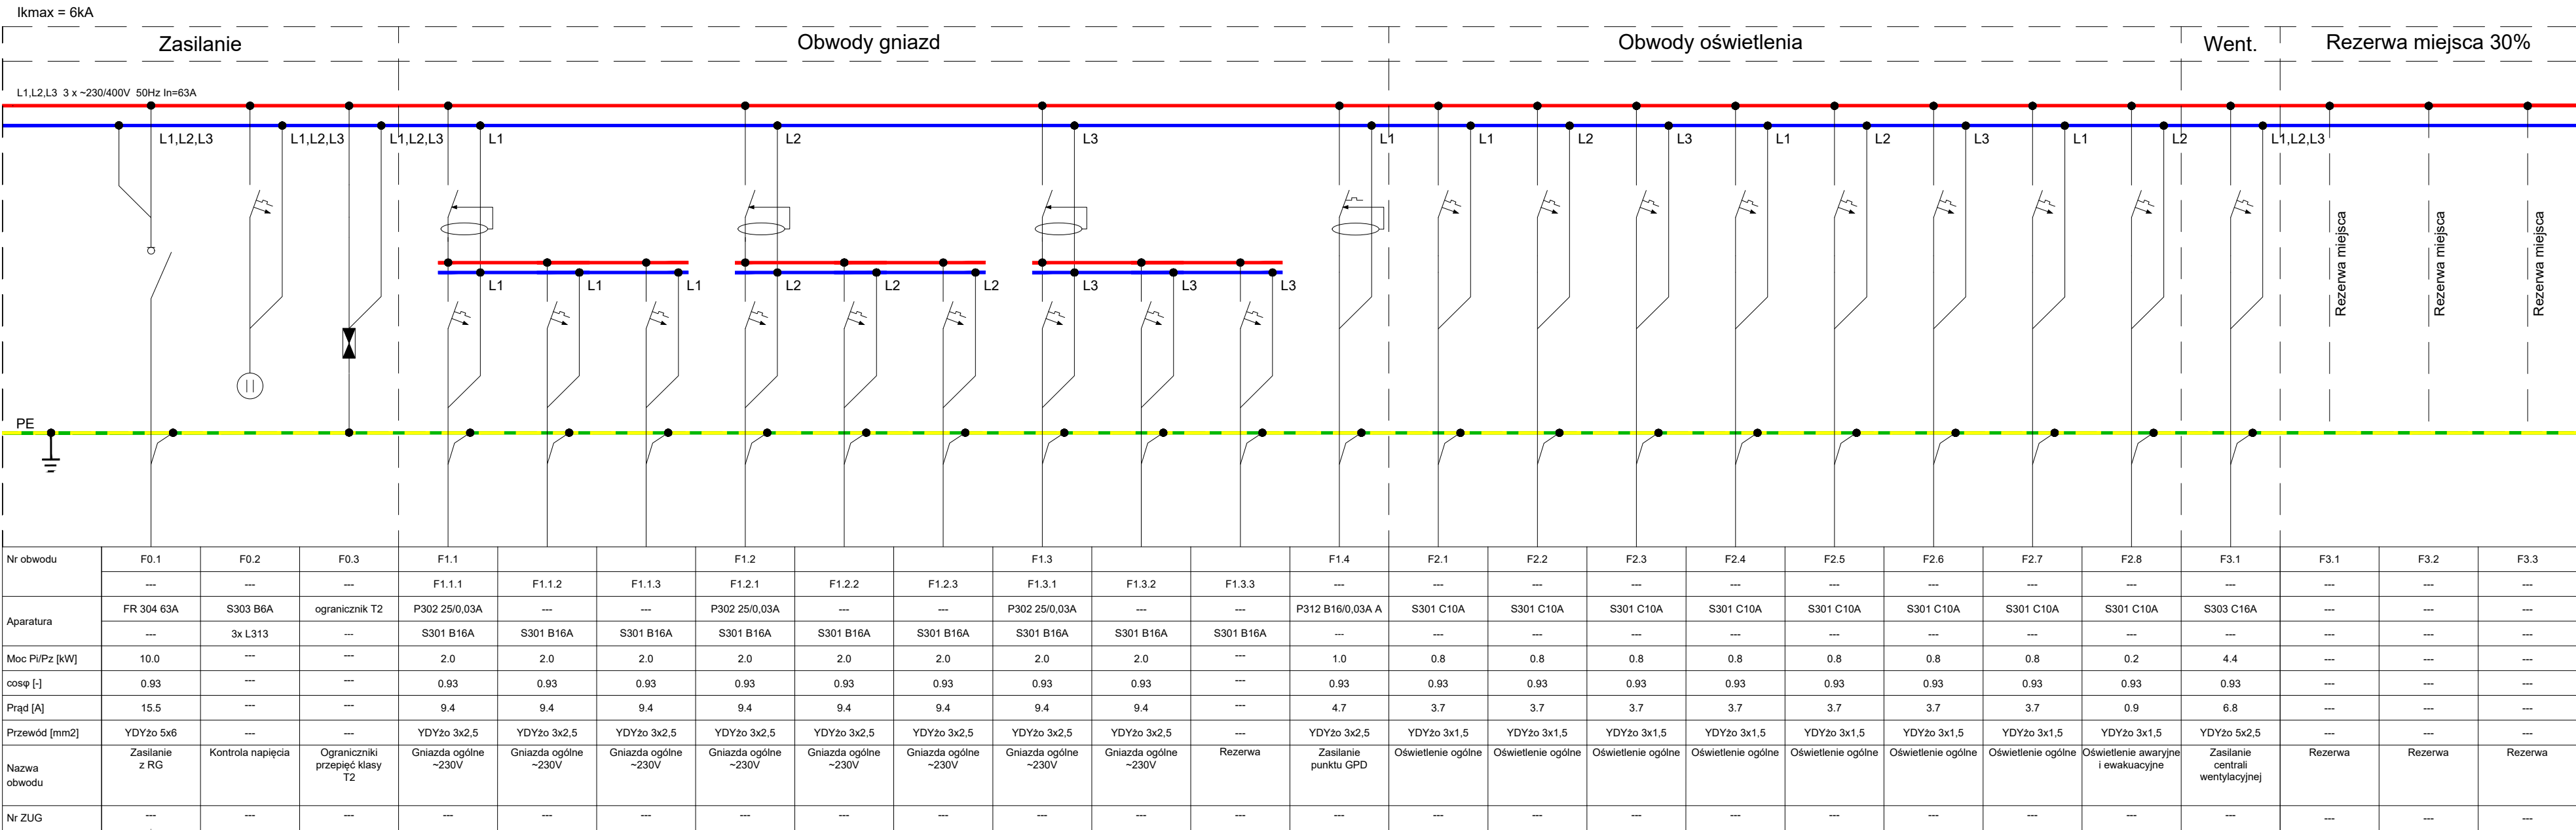 Ikmax = 6kA
Zasilanie Obwody gniazd Obwody oświetlenia Went. Rezerwa miejsca 30%
L1,L2,L3 3 x ~230/400V 50Hz In=63A
L1,L2,L3 L1,L2,L3 L1,L2,L3 L1 L2 L3 L1 L1 L2 L3 L1 L2 L3 L1 L2 L1,L2,L3
Rezerwa miejsca
Rezerwa miejsca
Rezerwa miejsca
L1 L1 L1 L2 L2 L2 L3 L3 L3
PE
Nr obwodu F0.1 F0.2 F0.3 F1.1 F1.2 F1.3 F1.4 F2.1 F2.2 F2.3 F2.4 F2.5 F2.6 F2.7 F2.8 F3.1 F3.1 F3.2 F3.3
--- --- --- F1.1.1 F1.1.2 F1.1.3 F1.2.1 F1.2.2 F1.2.3 F1.3.1 F1.3.2 F1.3.3 --- --- --- --- --- --- --- --- --- --- --- --- ---
Aparatura
FR 304 63A S303 B6A ogranicznik T2 P302 25/0,03A --- --- P302 25/0,03A --- --- P302 25/0,03A --- --- P312 B16/0,03A A S301 C10A S301 C10A S301 C10A S301 C10A S301 C10A S301 C10A S301 C10A S301 C10A S303 C16A --- --- ---
--- 3x L313 --- S301 B16A S301 B16A S301 B16A S301 B16A S301 B16A S301 B16A S301 B16A S301 B16A S301 B16A --- --- --- --- --- --- --- --- --- --- --- --- ---
Moc Pi/Pz [kW] 10.0 --- --- 2.0 2.0 2.0 2.0 2.0 2.0 2.0 2.0 --- 1.0 0.8 0.8 0.8 0.8 0.8 0.8 0.8 0.2 4.4 --- --- ---
cosφ [-] 0.93 --- --- 0.93 0.93 0.93 0.93 0.93 0.93 0.93 0.93 --- 0.93 0.93 0.93 0.93 0.93 0.93 0.93 0.93 0.93 0.93 --- --- ---
Prąd [A] 15.5 --- --- 9.4 9.4 9.4 9.4 9.4 9.4 9.4 9.4 --- 4.7 3.7 3.7 3.7 3.7 3.7 3.7 3.7 0.9 6.8 --- --- ---
Przewód [mm2] YDYżo 5x6 --- --- YDYżo 3x2,5 YDYżo 3x2,5 YDYżo 3x2,5 YDYżo 3x2,5 YDYżo 3x2,5 YDYżo 3x2,5 YDYżo 3x2,5 YDYżo 3x2,5 --- YDYżo 3x2,5 YDYżo 3x1,5 YDYżo 3x1,5 YDYżo 3x1,5 YDYżo 3x1,5 YDYżo 3x1,5 YDYżo 3x1,5 YDYżo 3x1,5 YDYżo 3x1,5 YDYżo 5x2,5 --- --- ---
Nazwa
obwodu
Zasilanie
z RG
Kontrola napięcia
Ograniczniki
przepięć klasy
T2
Gniazda ogólne
~230V
Gniazda ogólne
~230V
Gniazda ogólne
~230V
Gniazda ogólne
~230V
Gniazda ogólne
~230V
Gniazda ogólne
~230V
Gniazda ogólne
~230V
Gniazda ogólne
~230V
Rezerwa
Zasilanie
punktu GPD
Oświetlenie ogólne
Oświetlenie ogólne
Oświetlenie ogólne
Oświetlenie ogólne
Oświetlenie ogólne
Oświetlenie ogólne
Oświetlenie ogólne
Oświetlenie awaryjne
i ewakuacyjne
Zasilanie
centrali
wentylacyjnej
Rezerwa
Rezerwa
Rezerwa
Nr ZUG --- --- --- --- --- --- --- --- --- --- --- --- --- --- --- --- --- --- --- --- --- --- --- --- ---